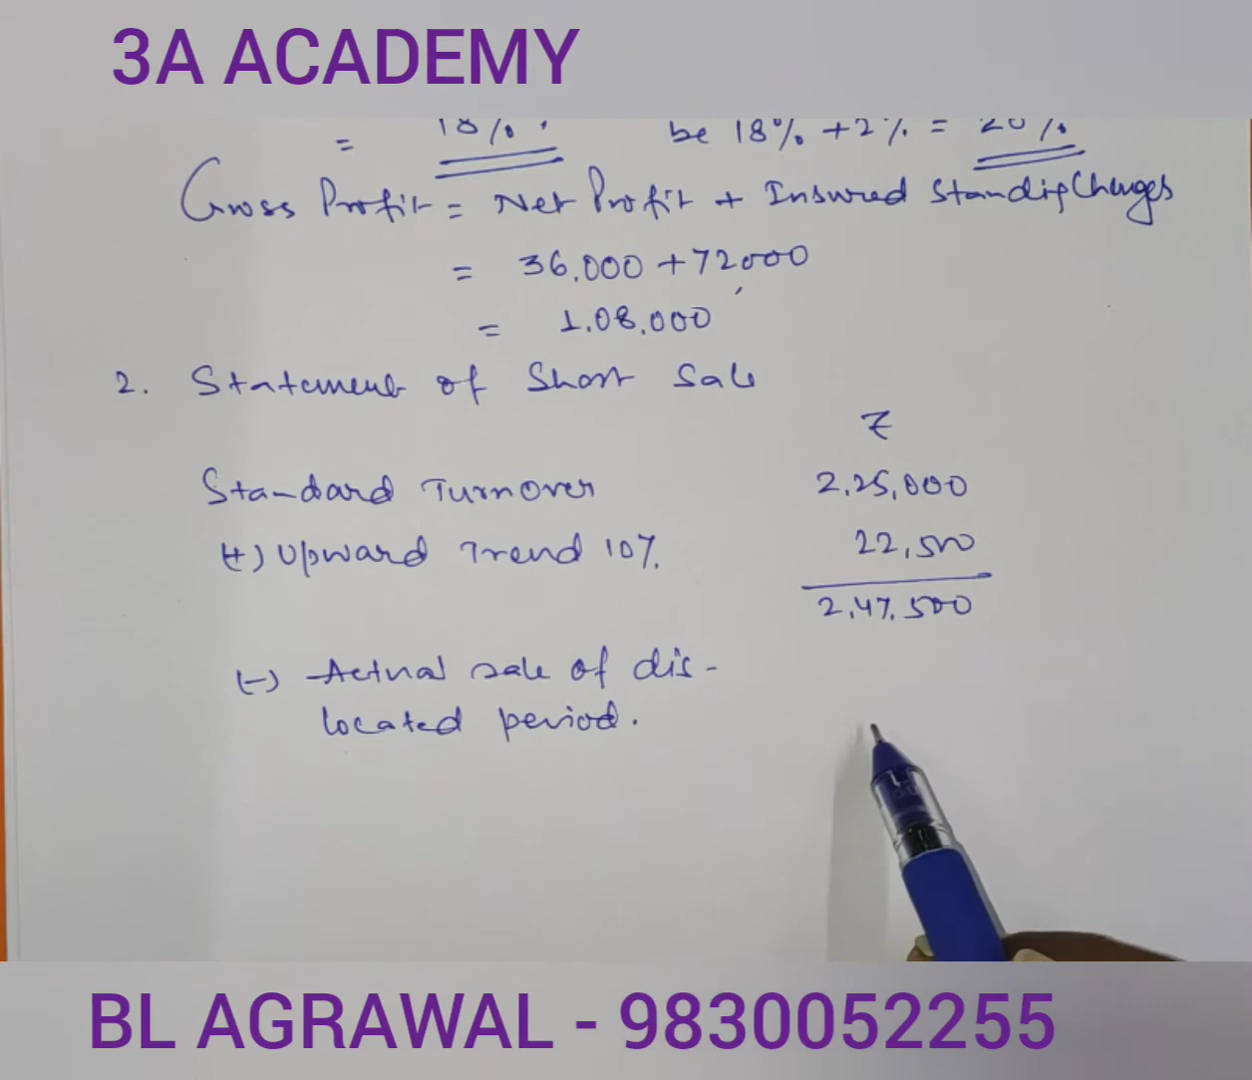 3A ACADEMY
= 18% . be 18% + 2% = 20%.
Gross Profit = Net Profit + Insured Standig Charges
= 36,000 + 72000
= 1,08,000
2. Statement of Short Sale
₹
Standard Turnover 2,25,000
(+) Upward Trend 10%. 22,500
2,47,500
(-) Actual sale of dis-
located period.
BL AGRAWAL - 9830052255